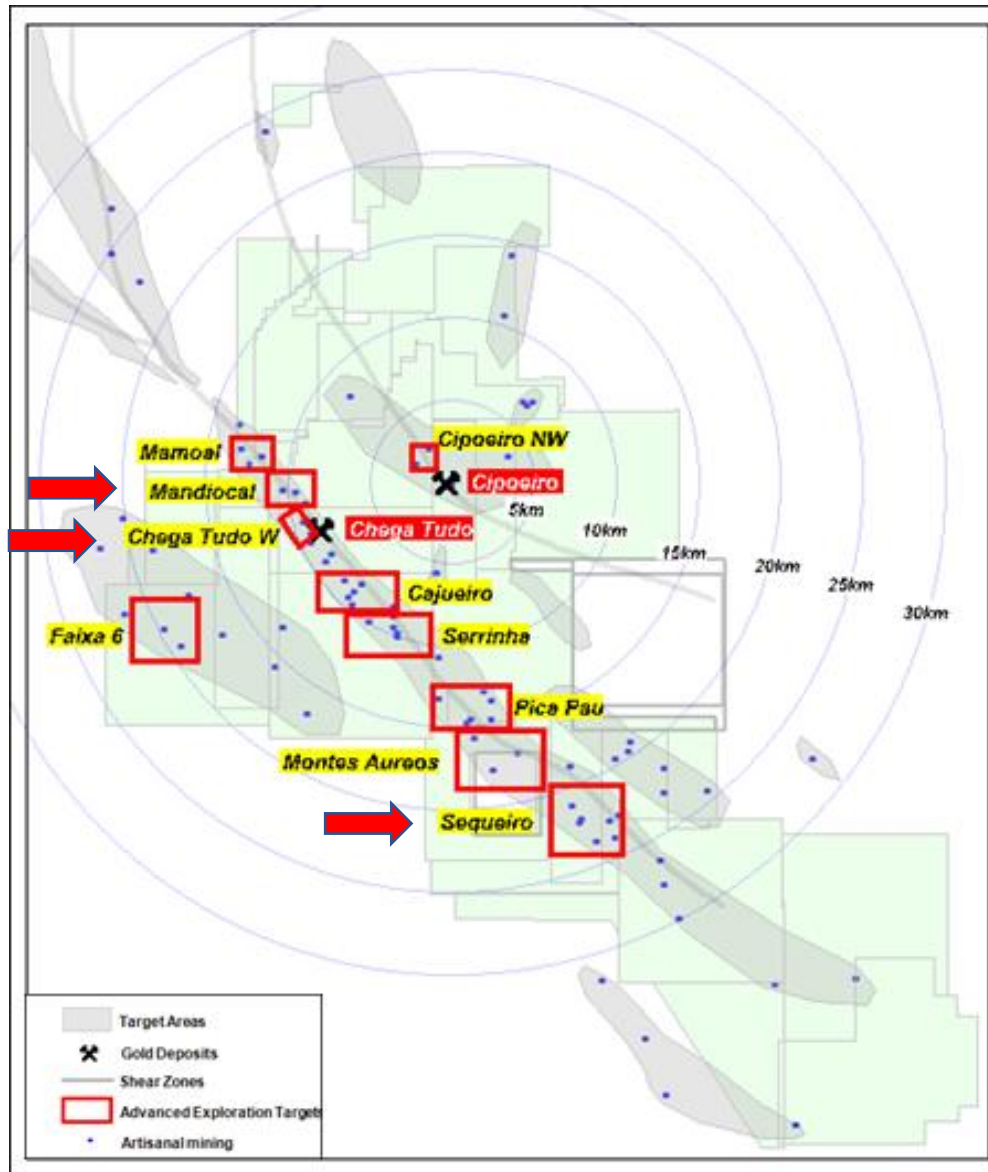 Cipoeiro NW
Mamoal
Cipoeiro
Mandiocal
5km
Chega Tudo
Chega Tudo W
10km
15km
20km
25km
30km
Cajueiro
Faixa 6
Serrinha
Pica Pau
Montes Aureos
Sequeiro
Target Areas
Gold Deposits
Shear Zones
Advanced Exploration Targets
Artisanal mining